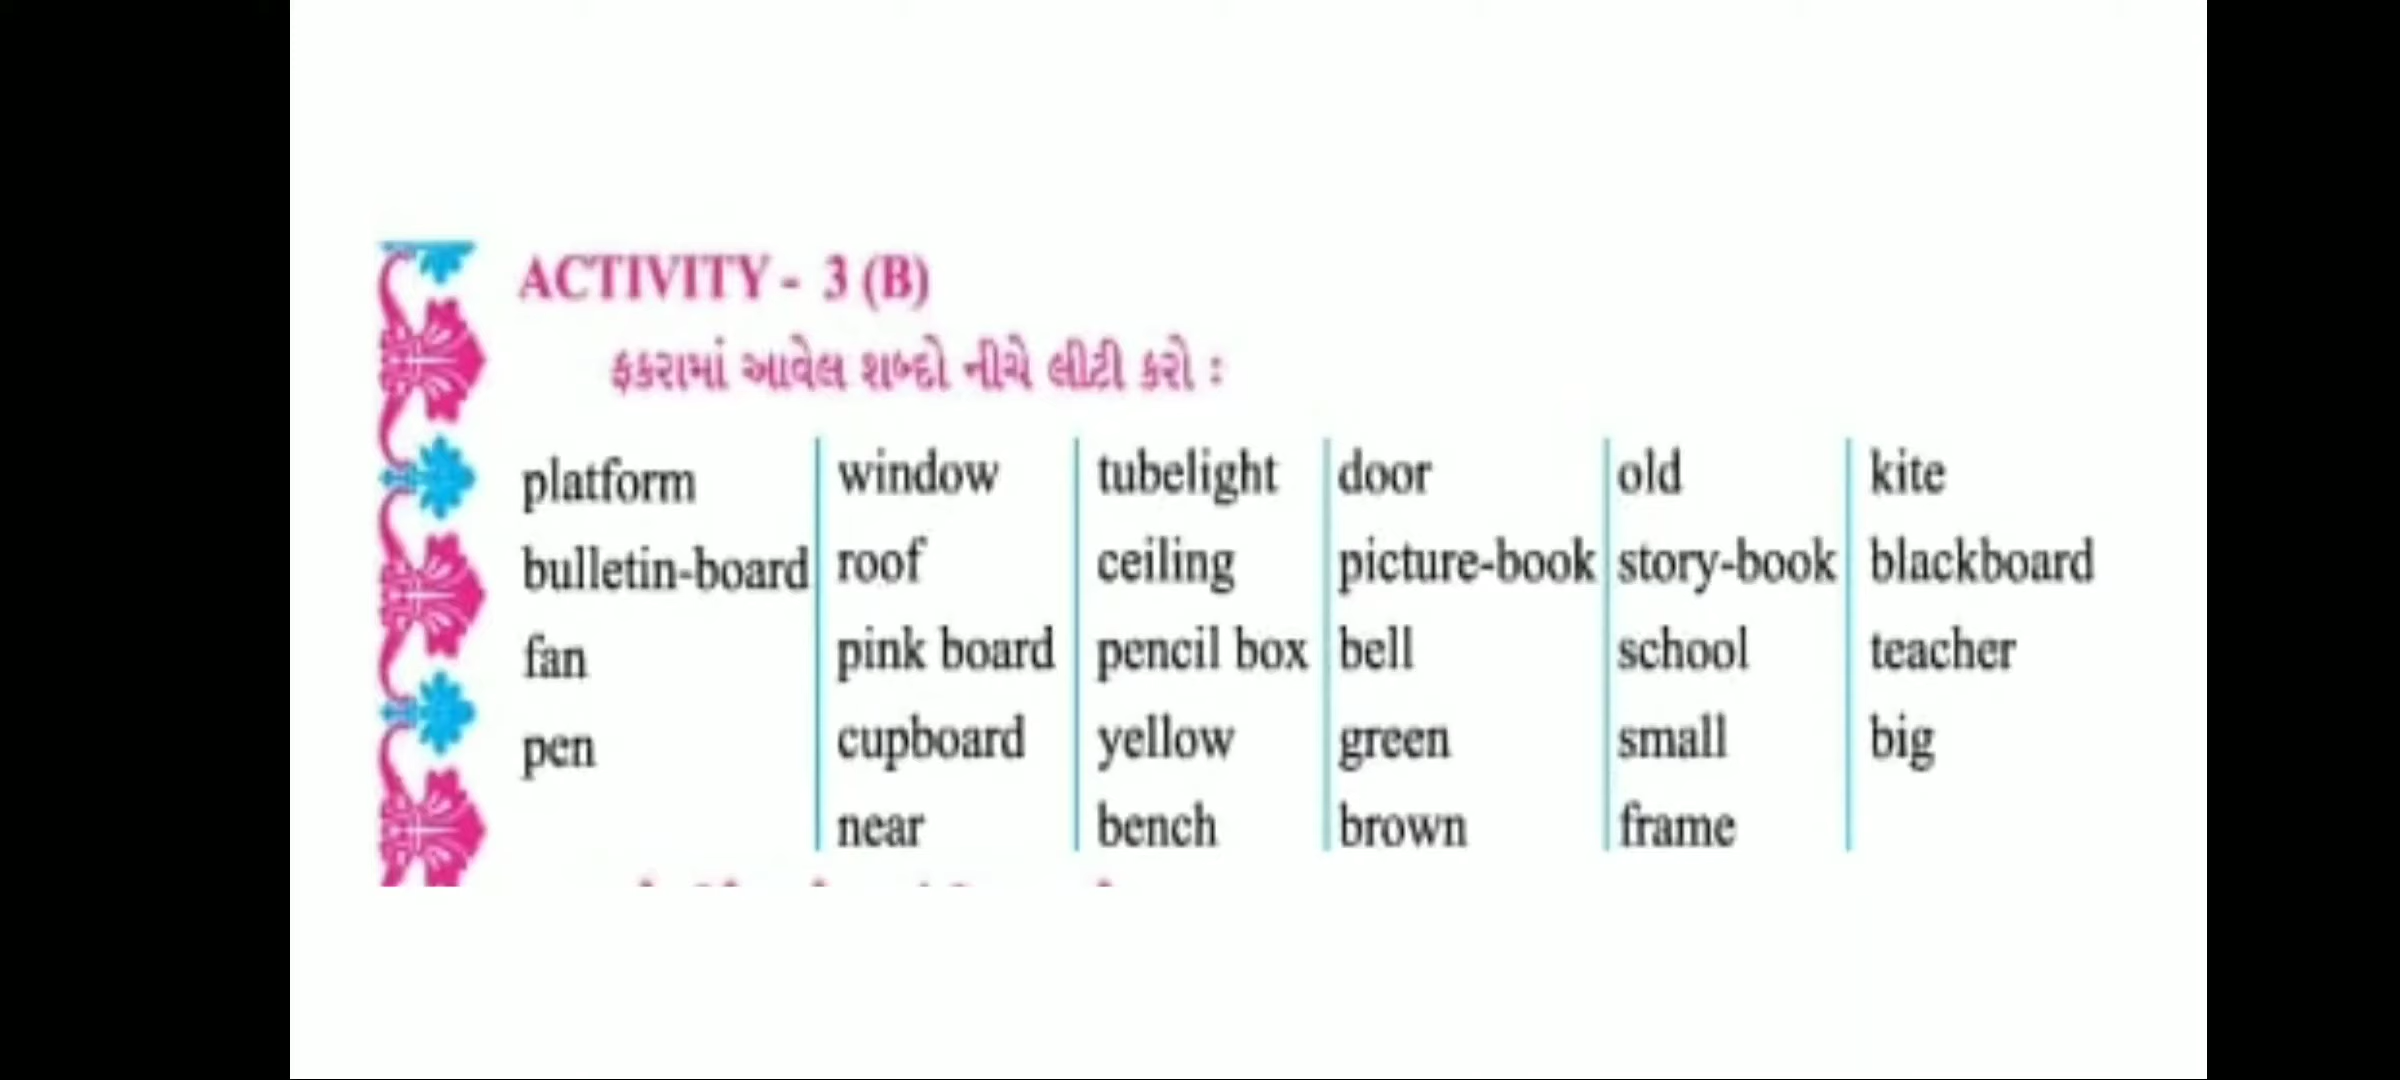 ACTIVITY - 3 (B)
ફકરામાં આવેલ શબ્દો નીચે લીટી કરો :
platform window tubelight door old kite
bulletin-board roof ceiling picture-book story-book blackboard
fan pink board pencil box bell school teacher
pen cupboard yellow green small big
near bench brown frame